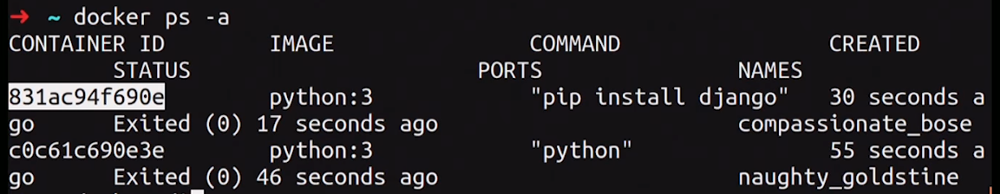 ➜ ~ docker ps -a
CONTAINER ID        IMAGE               COMMAND                CREATED
        STATUS                      PORTS               NAMES
831ac94f690e        python:3            "pip install django"   30 seconds a
go      Exited (0) 17 seconds ago                       compassionate_bose
c0c61c690e3e        python:3            "python"               55 seconds a
go      Exited (0) 46 seconds ago                       naughty_goldstine